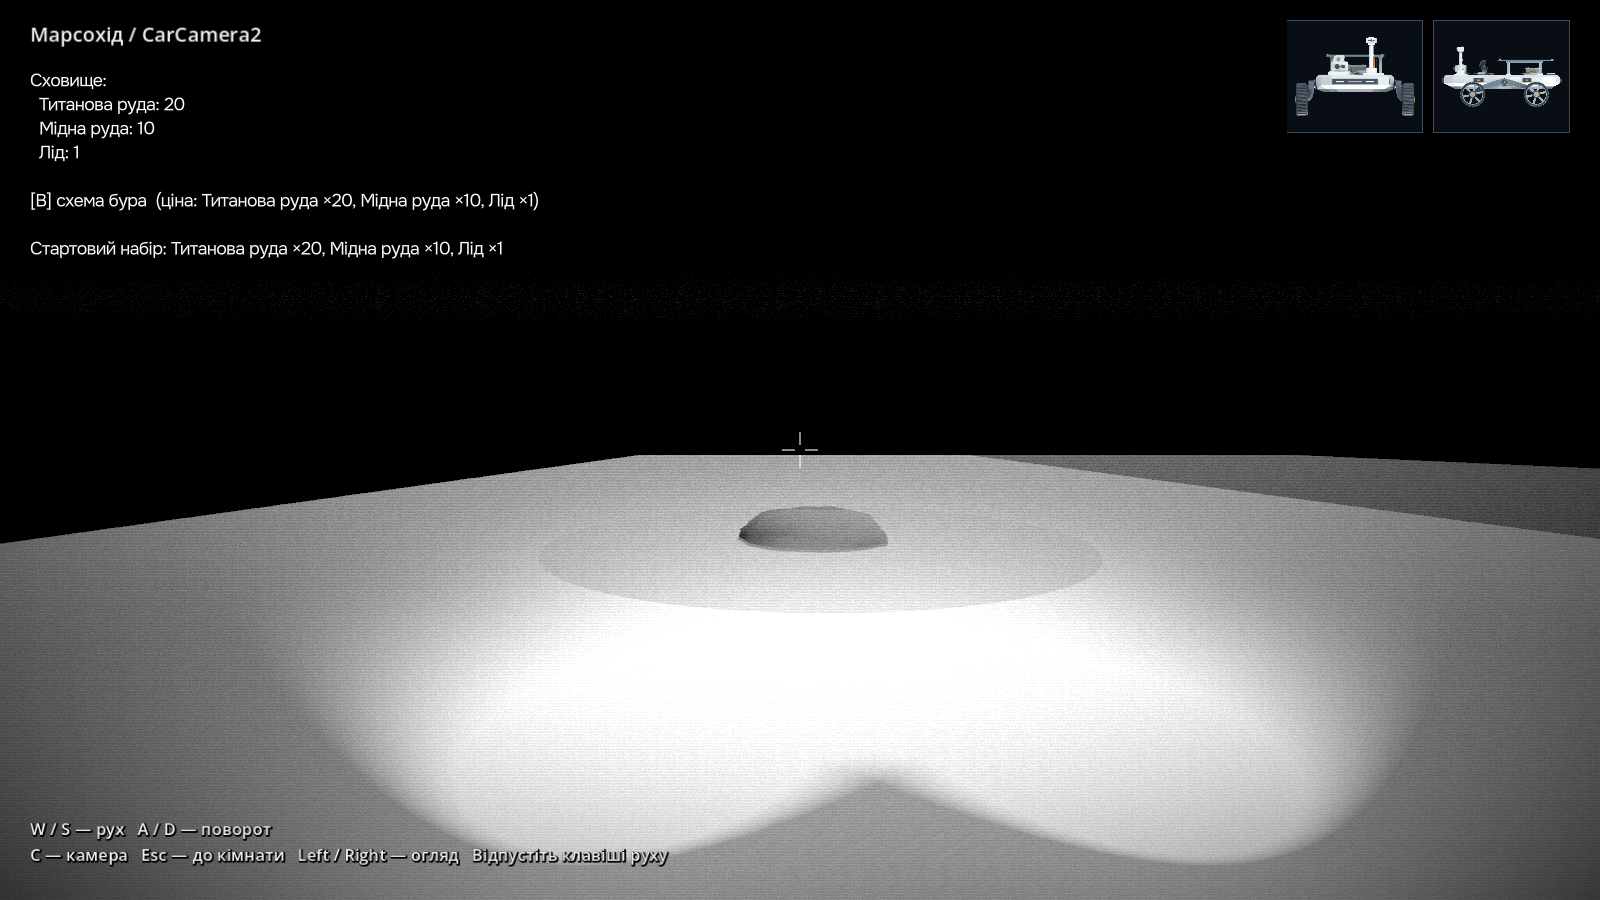 Марсохід / CarCamera2
Сховище:
Титанова руда: 20
Мідна руда: 10
Лід: 1
[B] схема бура (ціна: Титанова руда ×20, Мідна руда ×10, Лід ×1)
Стартовий набір: Титанова руда ×20, Мідна руда ×10, Лід ×1
W / S — рух A / D — поворот
C — камера Esc — до кімнати Left / Right — огляд Відпустіть клавіші руху